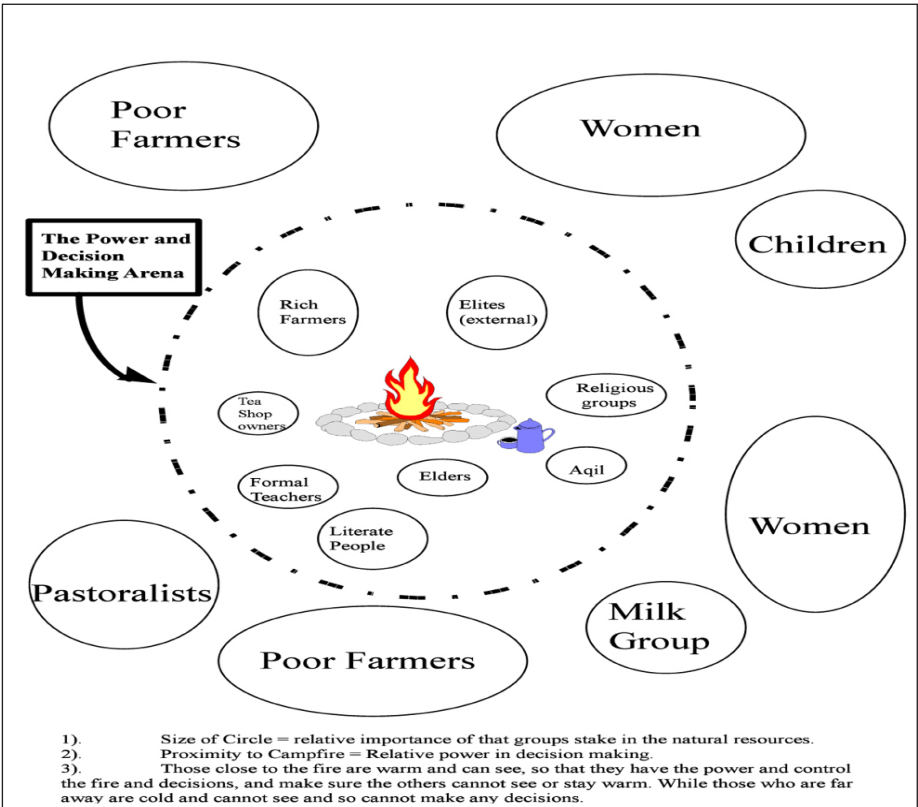 Poor
Farmers
Women
Children
The Power and
Decision
Making Arena
Rich
Farmers
Elites
(external)
Tea
Shop
owners
Religious
groups
Formal
Teachers
Elders
Aqil
Literate
People
Women
Pastoralists
Milk
Group
Poor Farmers
1). Size of Circle = relative importance of that groups stake in the natural resources.
2). Proximity to Campfire = Relative power in decision making.
3). Those close to the fire are warm and can see, so that they have the power and control
the fire and decisions, and make sure the others cannot see or stay warm. While those who are far
away are cold and cannot see and so cannot make any decisions.